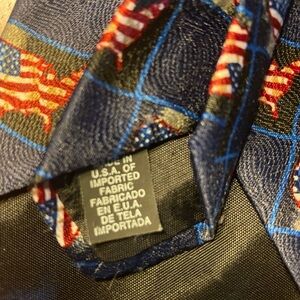 MADE IN
U.S.A. OF
IMPORTED
FABRIC
FABRICADO
EN E.U.A.
DE TELA
IMPORTADA